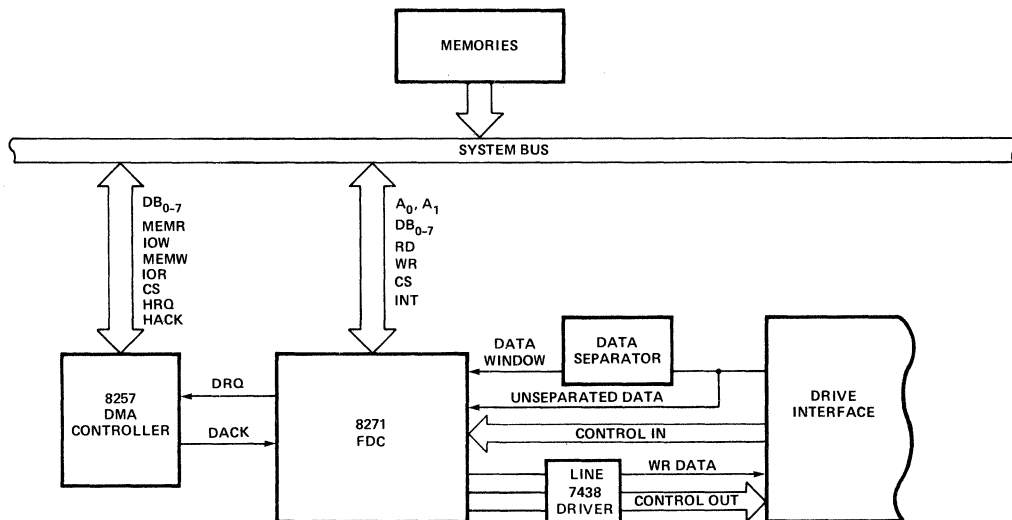 MEMORIES
SYSTEM BUS
DB0-7
MEMR
IOW
MEMW
IOR
CS
HRQ
HACK
A0, A1
DB0-7
RD
WR
CS
INT
8257
DMA
CONTROLLER
DRQ
DACK
8271
FDC
DATA
WINDOW
DATA
SEPARATOR
UNSEPARATED DATA
CONTROL IN
LINE
7438
DRIVER
WR DATA
CONTROL OUT
DRIVE
INTERFACE